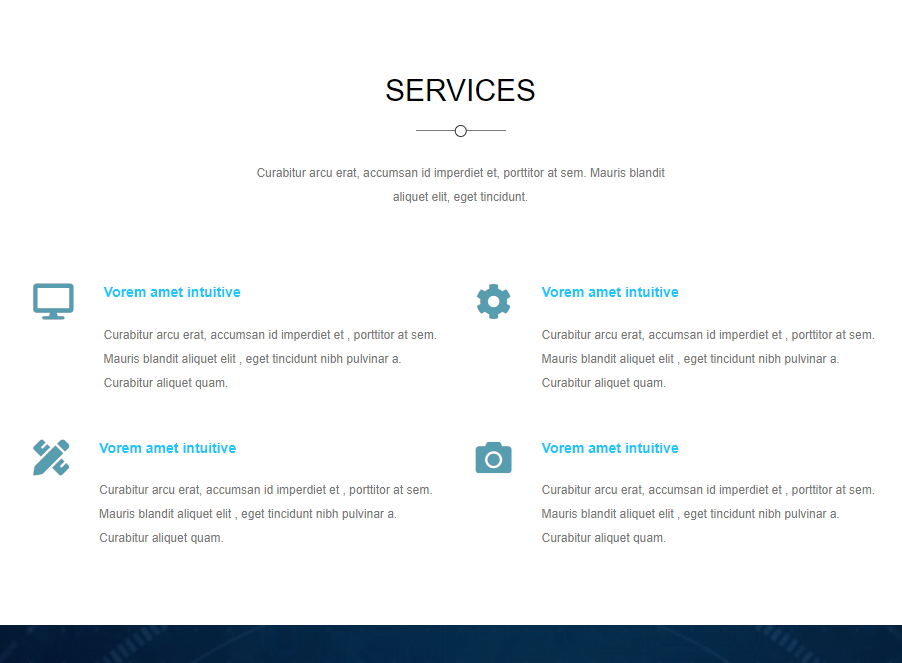 SERVICES
Curabitur arcu erat, accumsan id imperdiet et, porttitor at sem. Mauris blandit
aliquet elit, eget tincidunt.
Vorem amet intuitive
Curabitur arcu erat, accumsan id imperdiet et , porttitor at sem.
Mauris blandit aliquet elit , eget tincidunt nibh pulvinar a.
Curabitur aliquet quam.
Vorem amet intuitive
Curabitur arcu erat, accumsan id imperdiet et , porttitor at sem.
Mauris blandit aliquet elit , eget tincidunt nibh pulvinar a.
Curabitur aliquet quam.
Vorem amet intuitive
Curabitur arcu erat, accumsan id imperdiet et , porttitor at sem.
Mauris blandit aliquet elit , eget tincidunt nibh pulvinar a.
Curabitur aliquet quam.
Vorem amet intuitive
Curabitur arcu erat, accumsan id imperdiet et , porttitor at sem.
Mauris blandit aliquet elit , eget tincidunt nibh pulvinar a.
Curabitur aliquet quam.